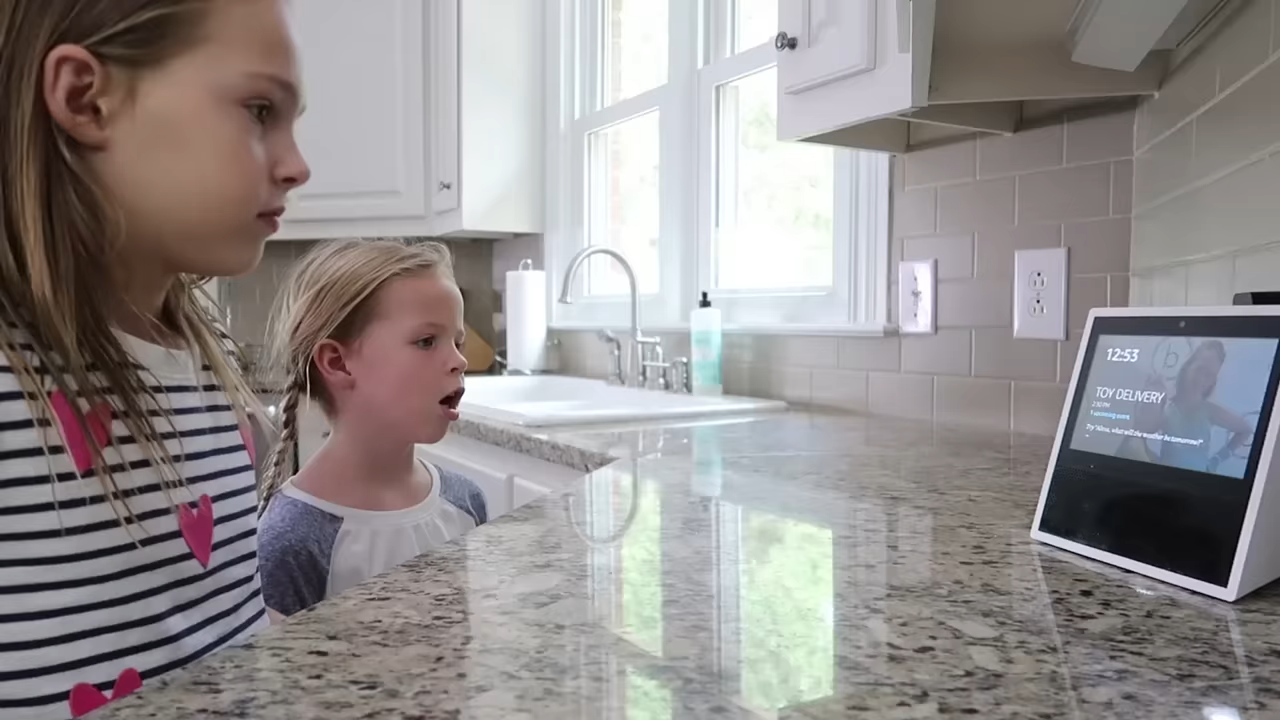 12:53
TOY DELIVERY
2:30 PM
1 upcoming event
Try "Alexa, what will the weather be tomorrow?"
b